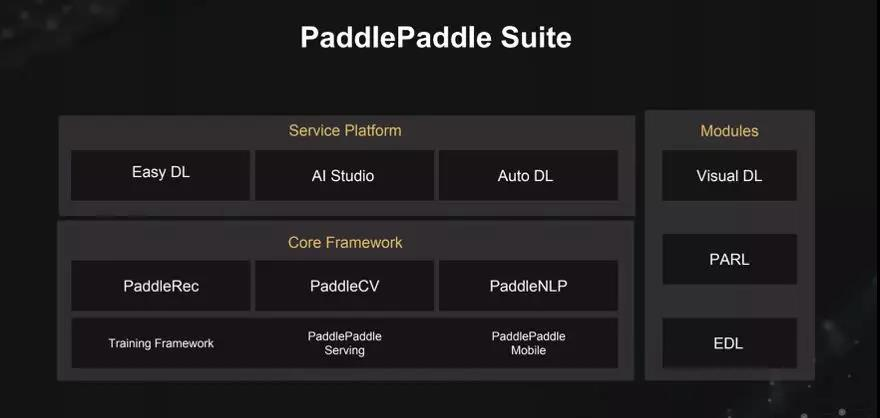 PaddlePaddle Suite
Service Platform
Easy DL
AI Studio
Auto DL
Core Framework
PaddleRec
PaddleCV
PaddleNLP
Training Framework
PaddlePaddle
Serving
PaddlePaddle
Mobile
Modules
Visual DL
PARL
EDL